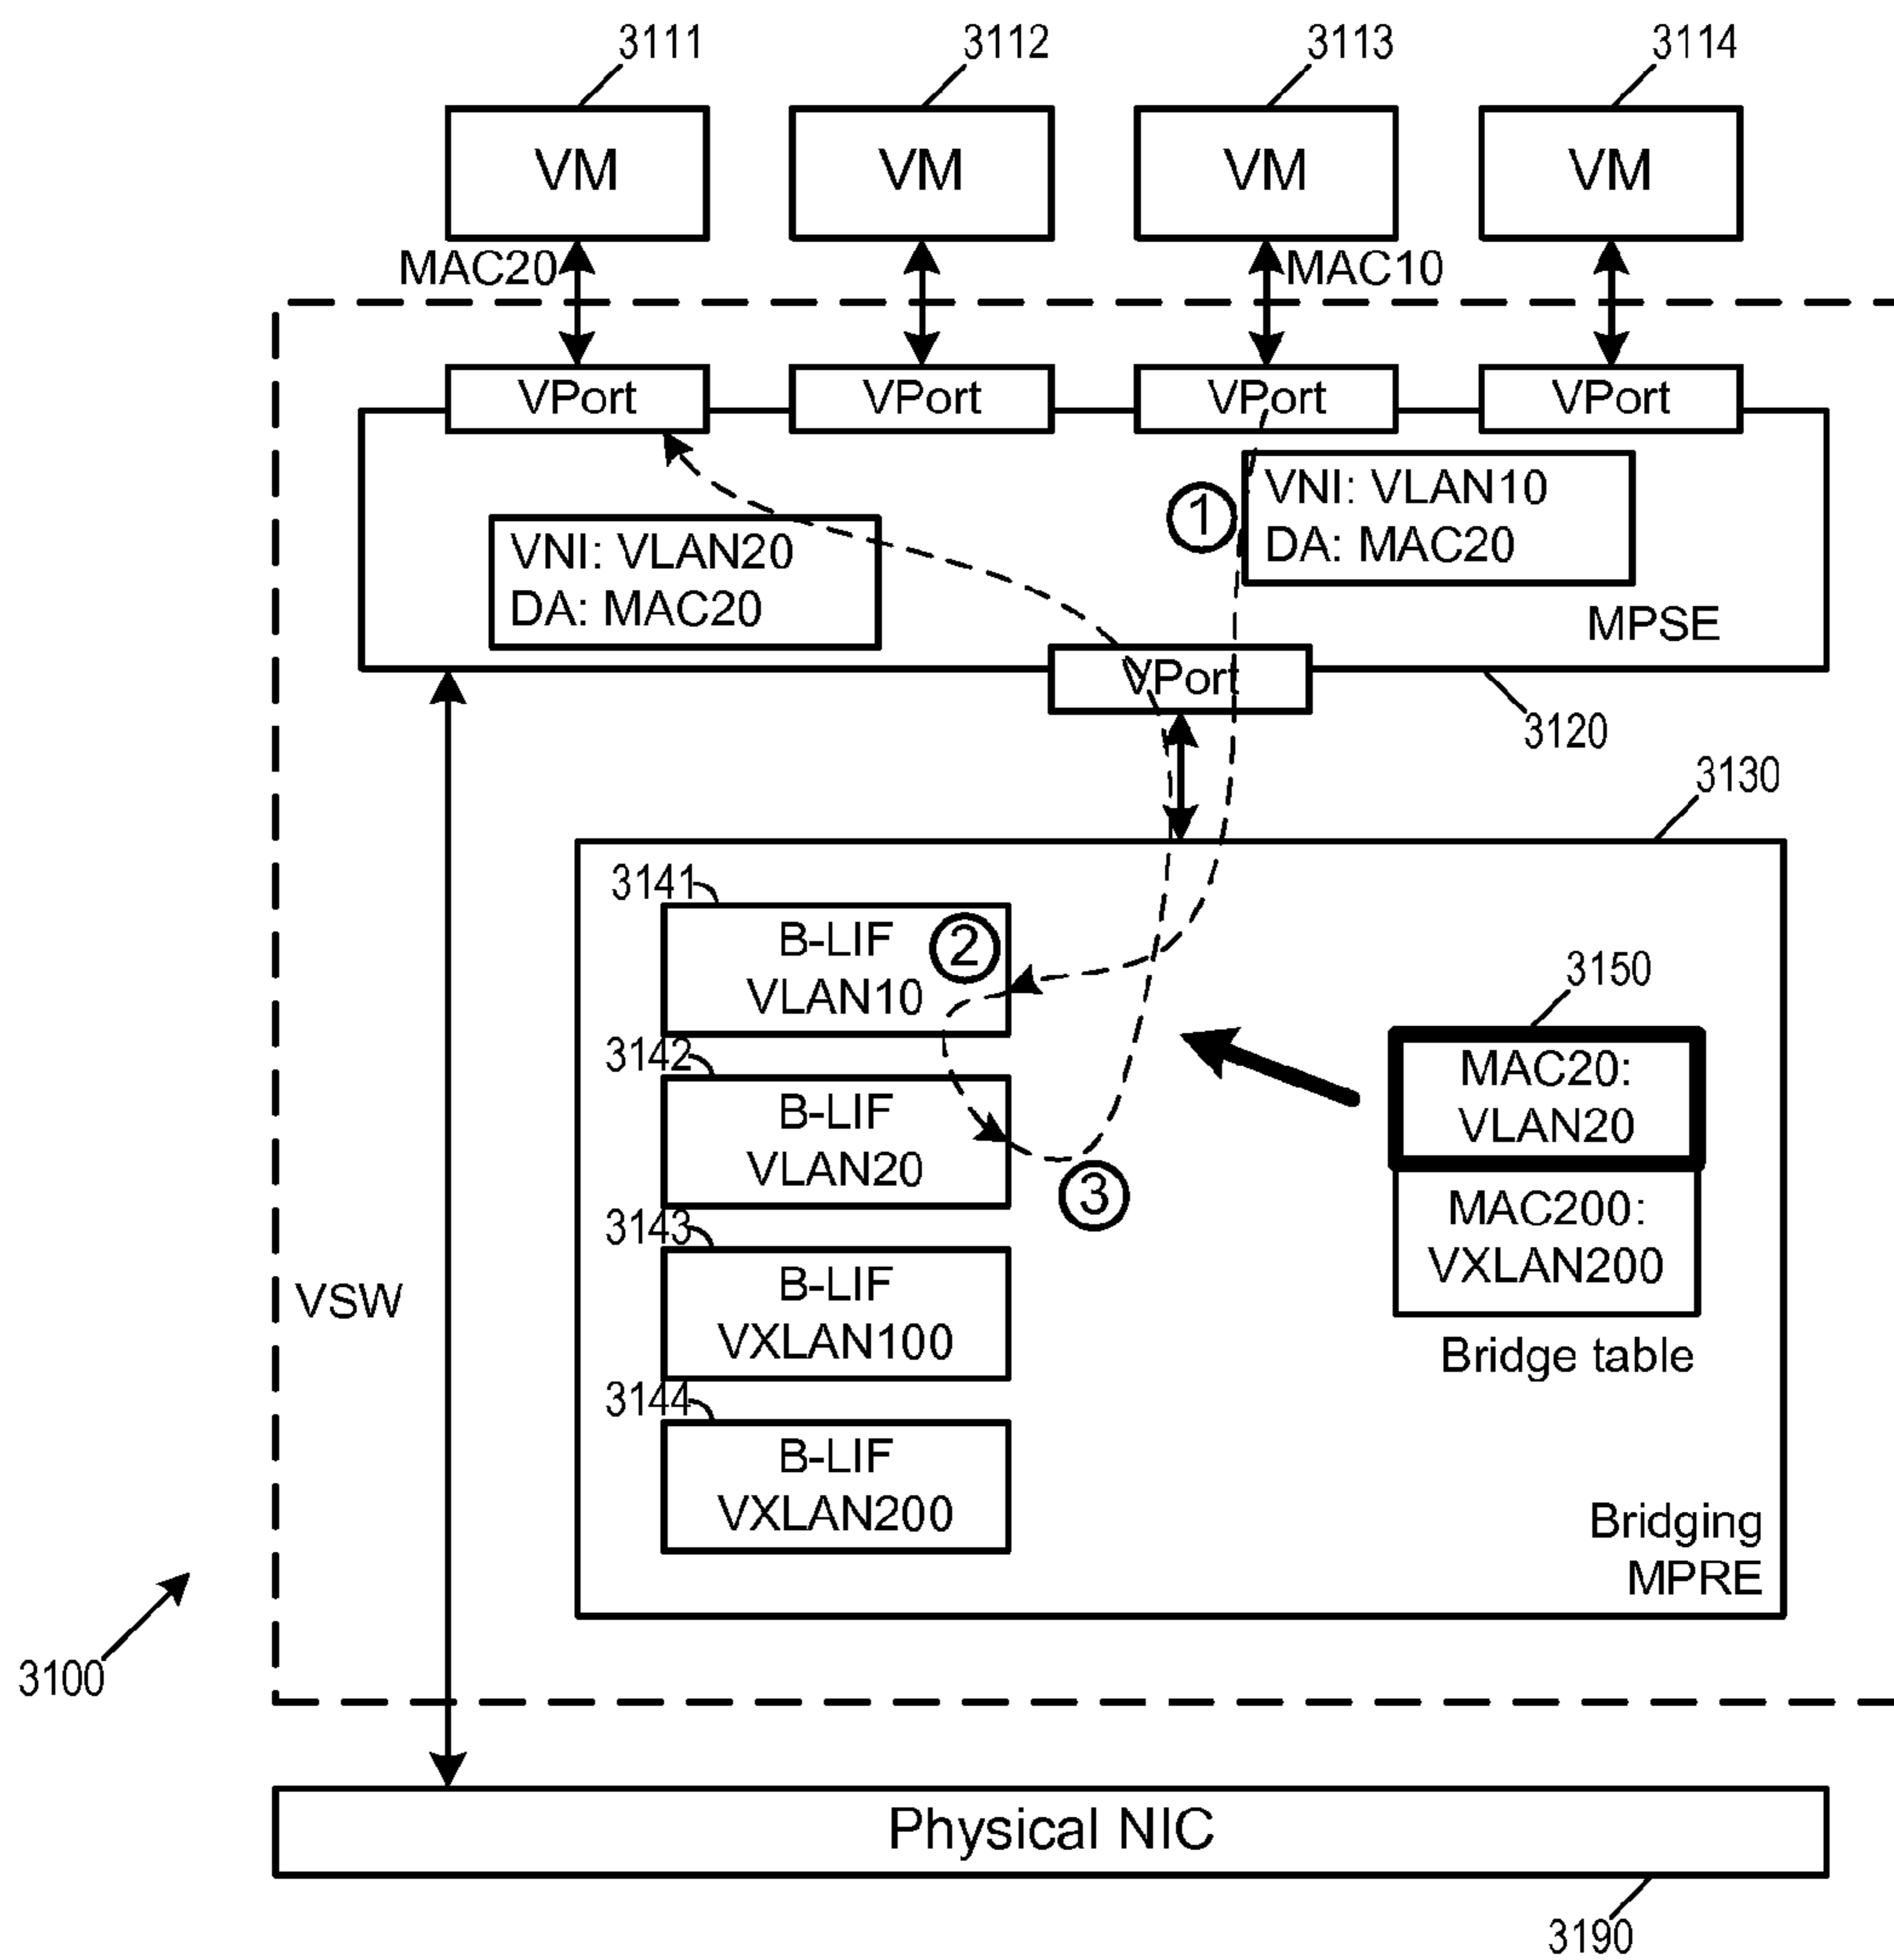 3111
3112
3113
3114
VM
VM
VM
VM
MAC20
MAC10
VPort
VPort
VPort
VPort
1
VNI: VLAN10
DA: MAC20
VNI: VLAN20
DA: MAC20
MPSE
VPort
3120
3130
3141
B-LIF
VLAN10
2
3150
MAC20:
VLAN20
3142
B-LIF
VLAN20
3
MAC200:
VXLAN200
Bridge table
3143
B-LIF
VXLAN100
VSW
3144
B-LIF
VXLAN200
Bridging
MPRE
3100
Physical NIC
3190